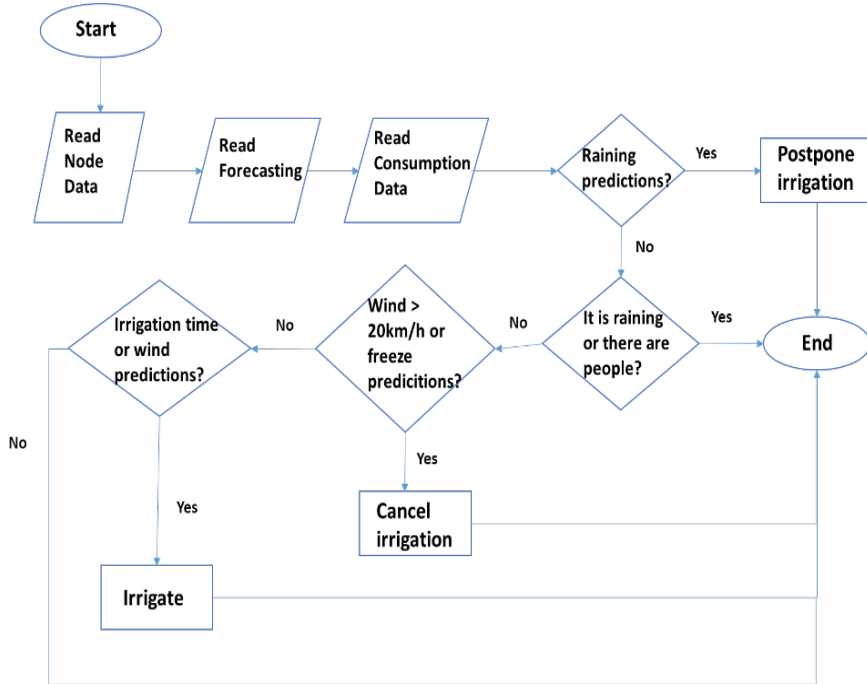 Start
Read
Node
Data
Read
Forecasting
Read
Consumption
Data
Raining
predictions?
Yes
Postpone
irrigation
No
Irrigation time
or wind
predictions?
No
Wind >
20km/h or
freeze
predicitions?
No
It is raining
or there are
people?
Yes
End
No
Yes
Yes
Cancel
irrigation
Irrigate